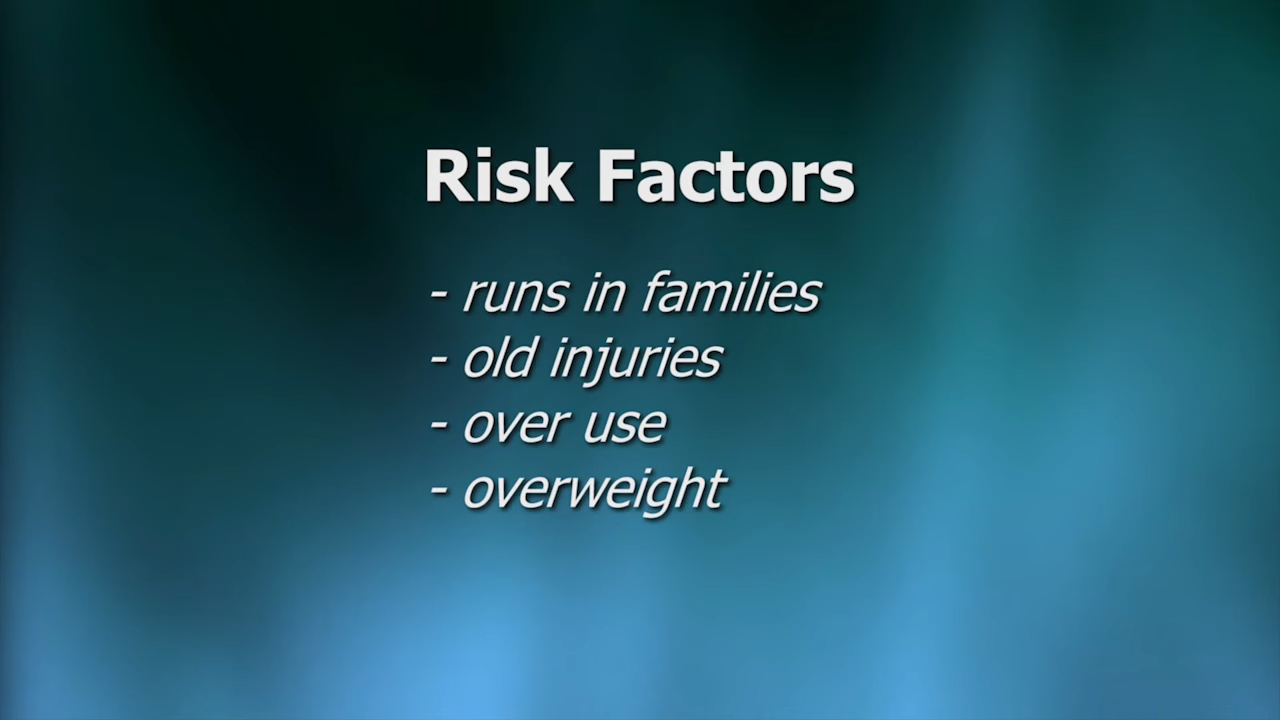 Risk Factors
- runs in families
- old injuries
- over use
- overweight